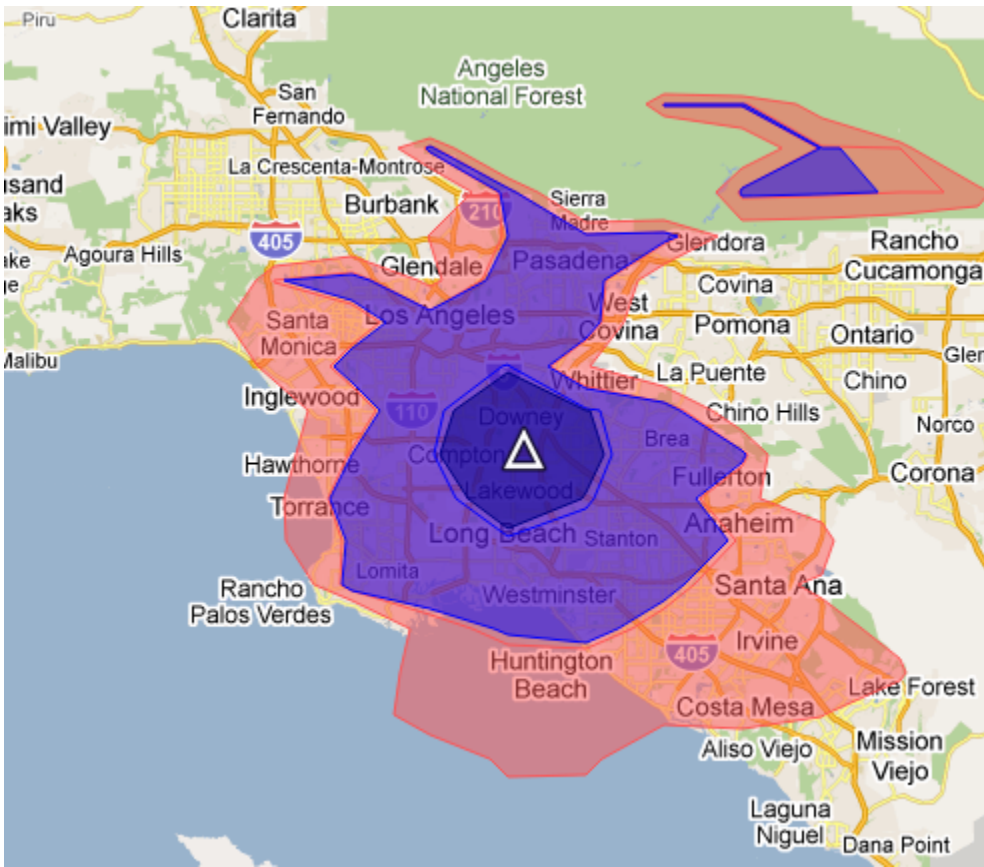 Piru
Clarita
Angeles
National Forest
San
Fernando
imi Valley
La Crescenta-Montrose
usand
aks
Burbank
210
Sierra
Madre
405
Agoura Hills
ake
ge
Glendale
Pasadena
Glendora
Rancho
Cucamonga
Covina
West
Covina
Los Angeles
Santa
Monica
Pomona
Ontario
Malibu
Glen
Whittier
La Puente
Chino
Inglewood
110
Downey
Chino Hills
Norco
Brea
Compton
Hawthorne
Fullerton
Corona
Lakewood
Torrance
Long Beach
Stanton
Anaheim
Lomita
Rancho
Palos Verdes
Westminster
Santa Ana
Irvine
405
Huntington
Beach
Lake Forest
Costa Mesa
Aliso Viejo
Mission
Viejo
Laguna
Niguel
Dana Point